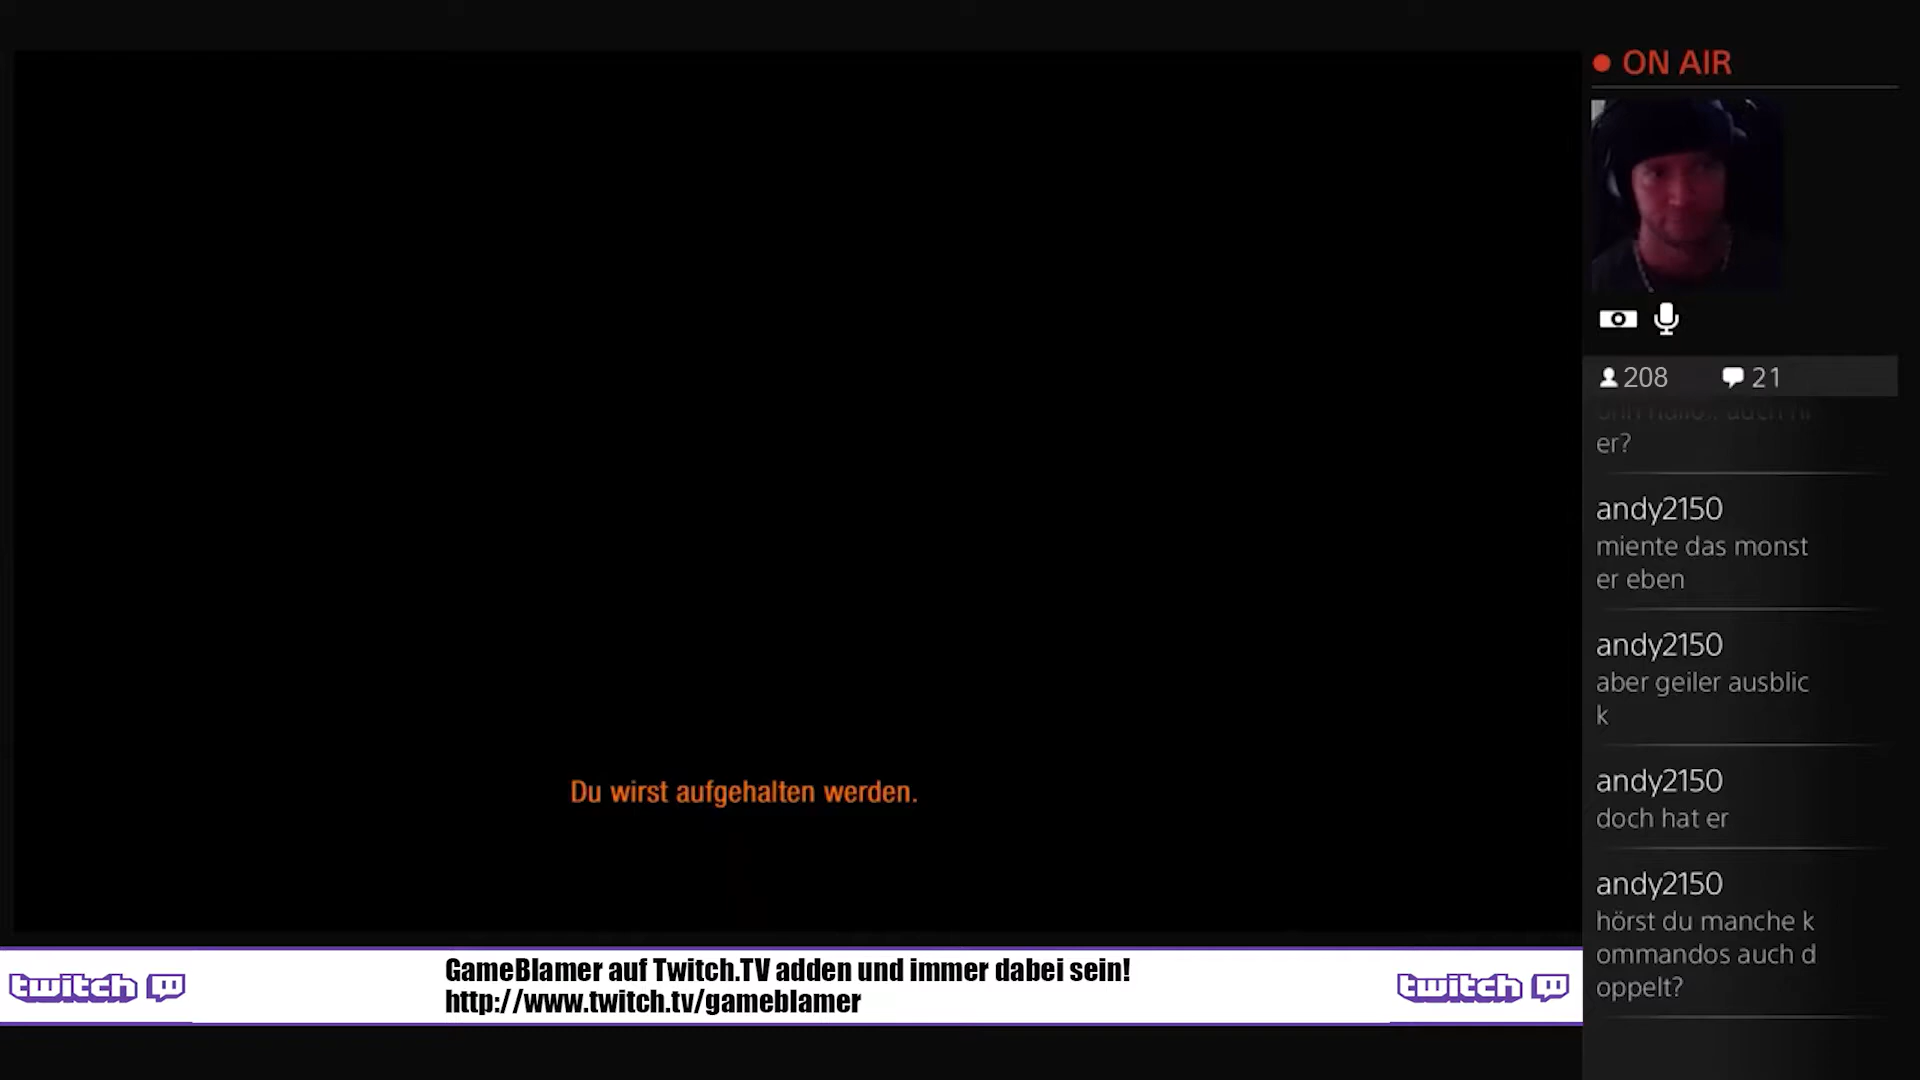 ON AIR
208 21
er?
andy2150
miente das monst
er eben
andy2150
aber geiler ausblic
k
andy2150
doch hat er
andy2150
hörst du manche k
ommandos auch d
oppelt?
Du wirst aufgehalten werden.
twitch
GameBlamer auf Twitch.TV adden und immer dabei sein!
http://www.twitch.tv/gameblamer
twitch